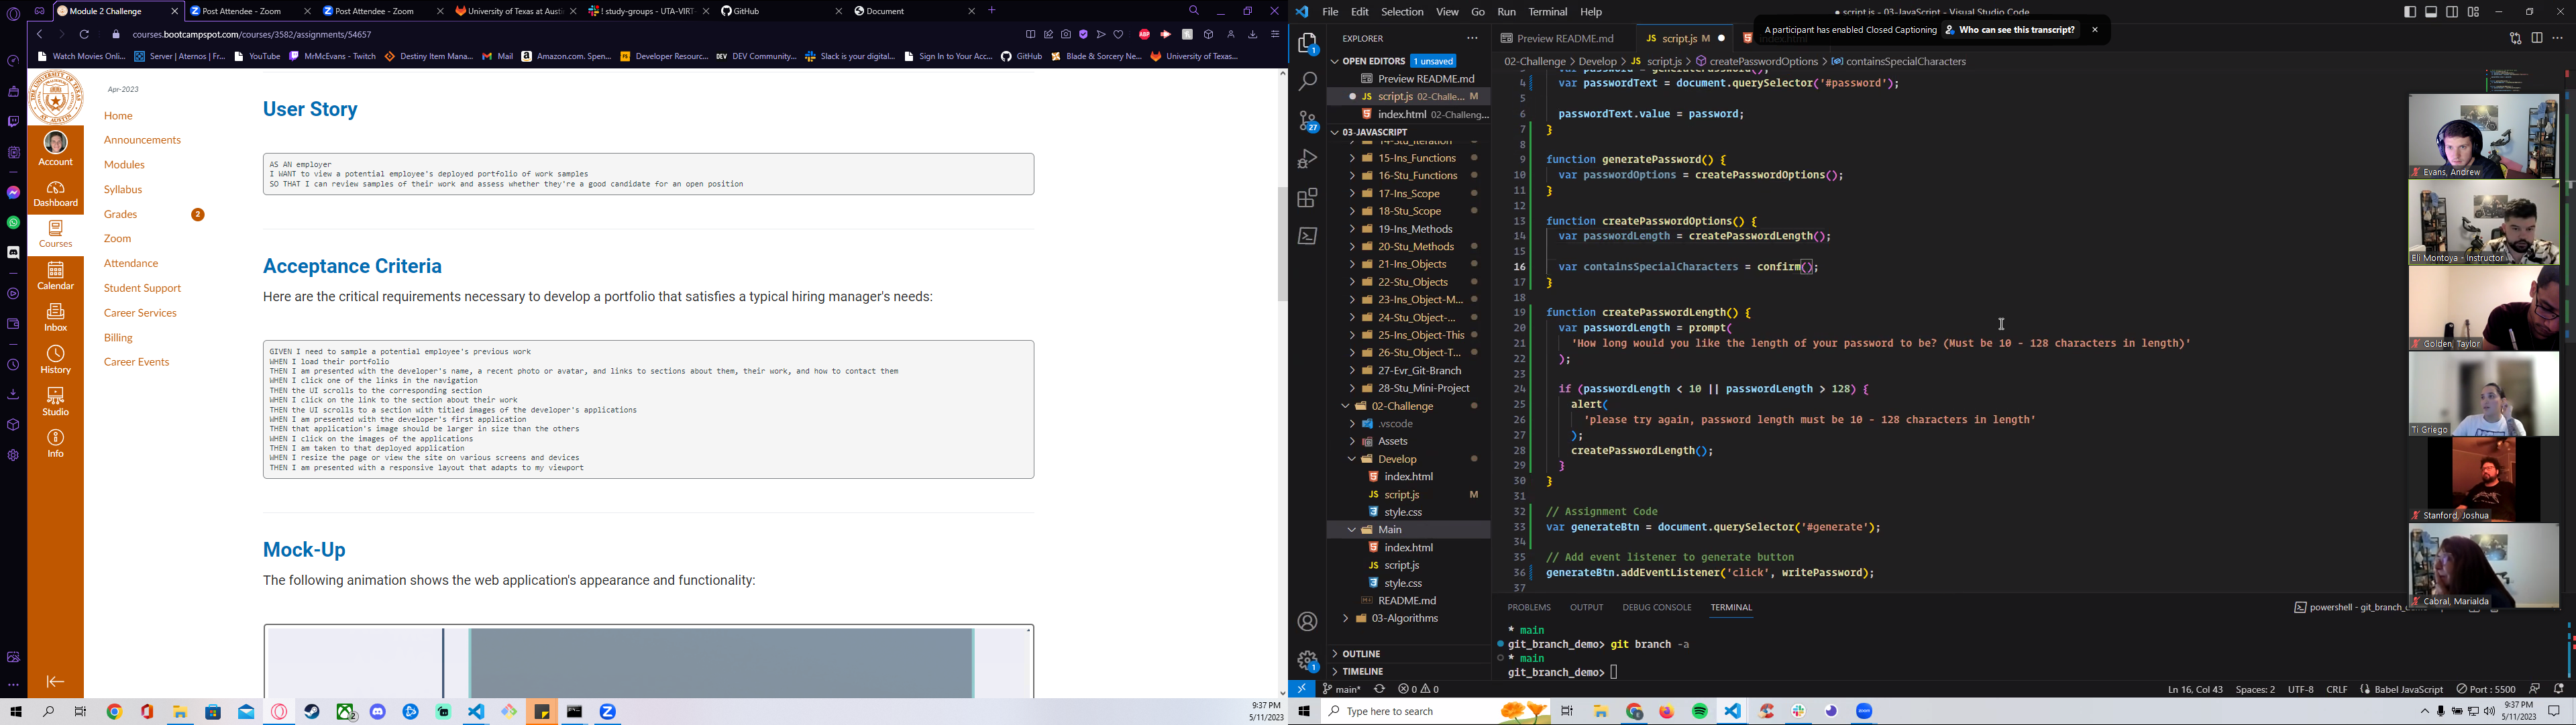 Module 2 Challenge
Post Attendee - Zoom
Post Attendee - Zoom
University of Texas at Austi
! study-groups - UTA-VIRT-
GitHub
Document
courses.bootcampspot.com/courses/3582/assignments/54657
Watch Movies Onli...
Server | Aternos | Fr...
YouTube
MrMcEvans - Twitch
Destiny Item Mana...
Mail
Amazon.com. Spen...
Developer Resourc...
DEV Community...
Slack is your digital...
Sign In to Your Acc...
GitHub
Blade & Sorcery Ne...
University of Texas...
Apr-2023
Account
Dashboard
Courses
Calendar
Inbox
History
Studio
Info
Home
Announcements
Modules
Syllabus
Grades
2
Zoom
Attendance
Student Support
Career Services
Billing
Career Events
User Story
AS AN employer
I WANT to view a potential employee's deployed portfolio of work samples
SO THAT I can review samples of their work and assess whether they're a good candidate for an open position
Acceptance Criteria
Here are the critical requirements necessary to develop a portfolio that satisfies a typical hiring manager's needs:
GIVEN I need to sample a potential employee's previous work
WHEN I load their portfolio
THEN I am presented with the developer's name, a recent photo or avatar, and links to sections about them, their work, and how to contact them
WHEN I click one of the links in the navigation
THEN the UI scrolls to the corresponding section
WHEN I click on the link to the section about their work
THEN the UI scrolls to a section with titled images of the developer's applications
WHEN I am presented with the developer's first application
THEN that application's image should be larger in size than the others
WHEN I click on the images of the applications
THEN I am taken to that deployed application
WHEN I resize the page or view the site on various screens and devices
THEN I am presented with a responsive layout that adapts to my viewport
Mock-Up
The following animation shows the web application's appearance and functionality:
9:37 PM
5/11/2023
File Edit Selection View Go Run Terminal Help
● script.js - 03-JavaScript - Visual Studio Code
A participant has enabled Closed Captioning
Who can see this transcript?
EXPLORER
OPEN EDITORS 1 unsaved
Preview README.md
script.js 02-Challe... M
index.html 02-Challeng...
03-JAVASCRIPT
14-Stu_Iteration
15-Ins_Functions
16-Stu_Functions
17-Ins_Scope
18-Stu_Scope
19-Ins_Methods
20-Stu_Methods
21-Ins_Objects
22-Stu_Objects
23-Ins_Object-M...
24-Stu_Object-...
25-Ins_Object-This
26-Stu_Object-T...
27-Evr_Git-Branch
28-Stu_Mini-Project
02-Challenge
.vscode
Assets
Develop
index.html
script.js M
style.css
Main
index.html
script.js
style.css
README.md
03-Algorithms
OUTLINE
TIMELINE
Preview README.md
script.js M
02-Challenge > Develop > script.js > createPasswordOptions > containsSpecialCharacters
4 var passwordText = document.querySelector('#password');
5
6 passwordText.value = password;
7 }
8
9 function generatePassword() {
10 var passwordOptions = createPasswordOptions();
11 }
12
13 function createPasswordOptions() {
14 var passwordLength = createPasswordLength();
15
16 var containsSpecialCharacters = confirm();
17 }
18
19 function createPasswordLength() {
20 var passwordLength = prompt(
21 'How long would you like the length of your password to be? (Must be 10 - 128 characters in length)'
22 );
23
24 if (passwordLength < 10 || passwordLength > 128) {
25 alert(
26 'please try again, password length must be 10 - 128 characters in length'
27 );
28 createPasswordLength();
29 }
30 }
31
32 // Assignment Code
33 var generateBtn = document.querySelector('#generate');
34
35 // Add event listener to generate button
36 generateBtn.addEventListener('click', writePassword);
37
PROBLEMS OUTPUT DEBUG CONSOLE TERMINAL
powershell - git_branch_
* main
git_branch_demo> git branch -a
* main
git_branch_demo>
Evans, Andrew
Eli Montoya - Instructor
Golden, Taylor
Ti Griego
Stanford, Joshua
Cabral, Marialda
main*
0 0
Ln 16, Col 43
Spaces: 2
UTF-8
CRLF
Babel JavaScript
Port : 5500
Type here to search
9:37 PM
5/11/2023